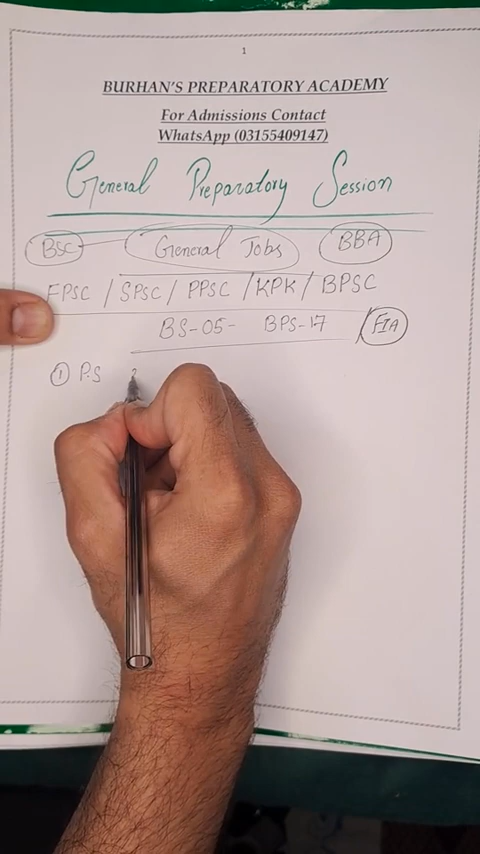 1
BURHAN'S PREPARATORY ACADEMY
For Admissions Contact
WhatsApp (03155409147)
General Preparatory Session
BSC General Jobs BBA
FPSC / SPSC / PPSC / KPK / BPSC
BS-05- BPS-17 / FIA
① P.S